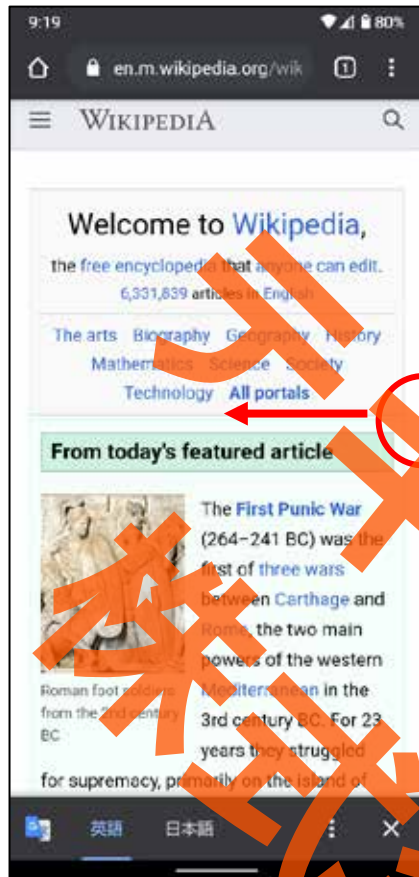 9:19 80%
en.m.wikipedia.org/wik 1
WIKIPEDIA
Welcome to Wikipedia,
the free encyclopedia that anyone can edit.
6,331,839 articles in English
The arts Biography Geography History
Mathematics Science Society
Technology All portals
From today's featured article
The First Punic War
(264–241 BC) was the
first of three wars
between Carthage and
Rome, the two main
powers of the western
Mediterranean in the
3rd century BC. For 23
years they struggled
for supremacy, primarily on the island of
Roman foot soldiers
from the 2nd century
BC
英語 日本語